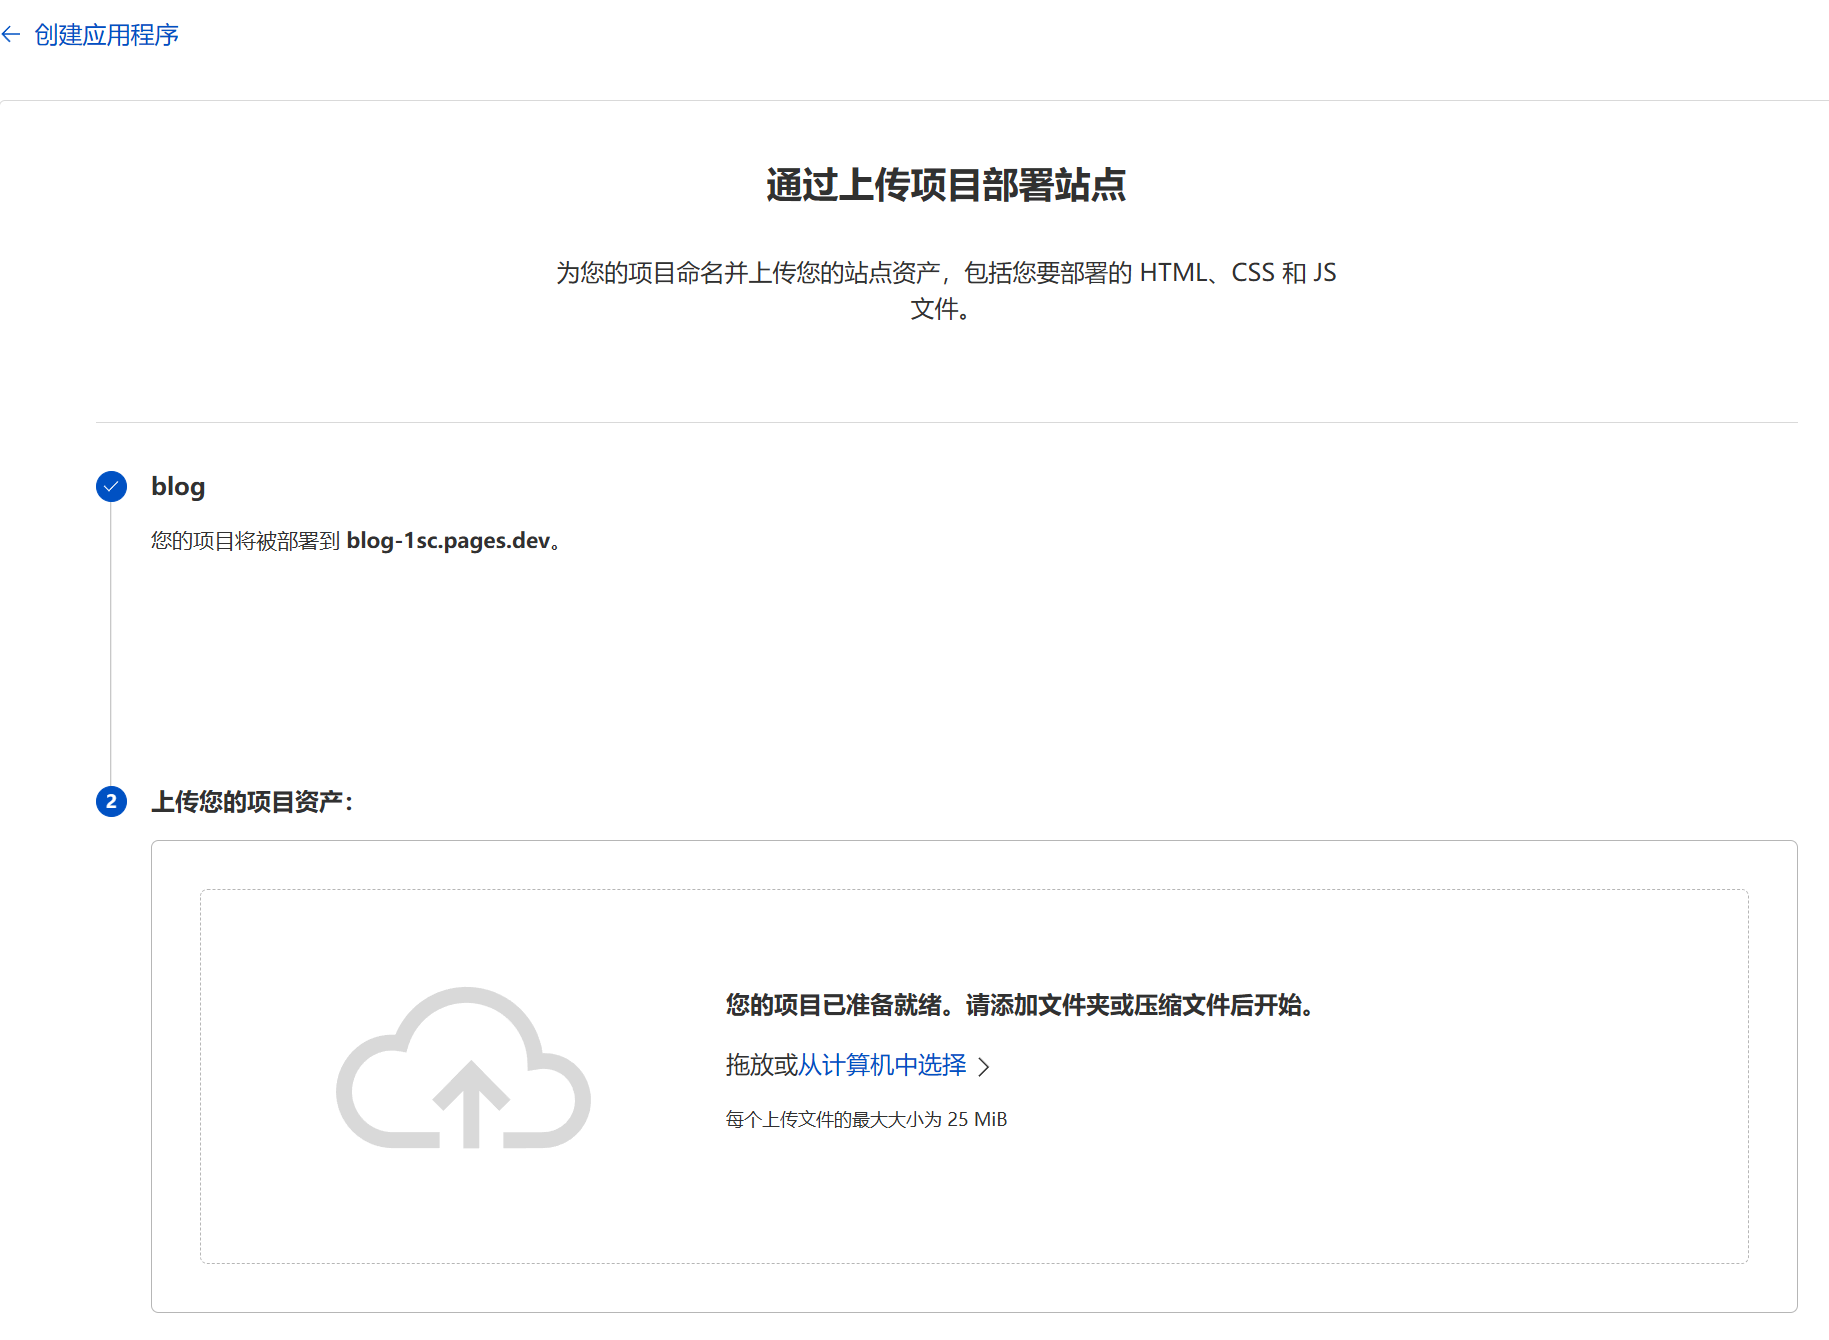 创建应用程序
通过上传项目部署站点
为您的项目命名并上传您的站点资产，包括您要部署的 HTML、CSS 和 JS
文件。
blog
您的项目将被部署到 blog-1sc.pages.dev。
2 上传您的项目资产：
您的项目已准备就绪。请添加文件夹或压缩文件后开始。
拖放或从计算机中选择
每个上传文件的最大大小为 25 MiB